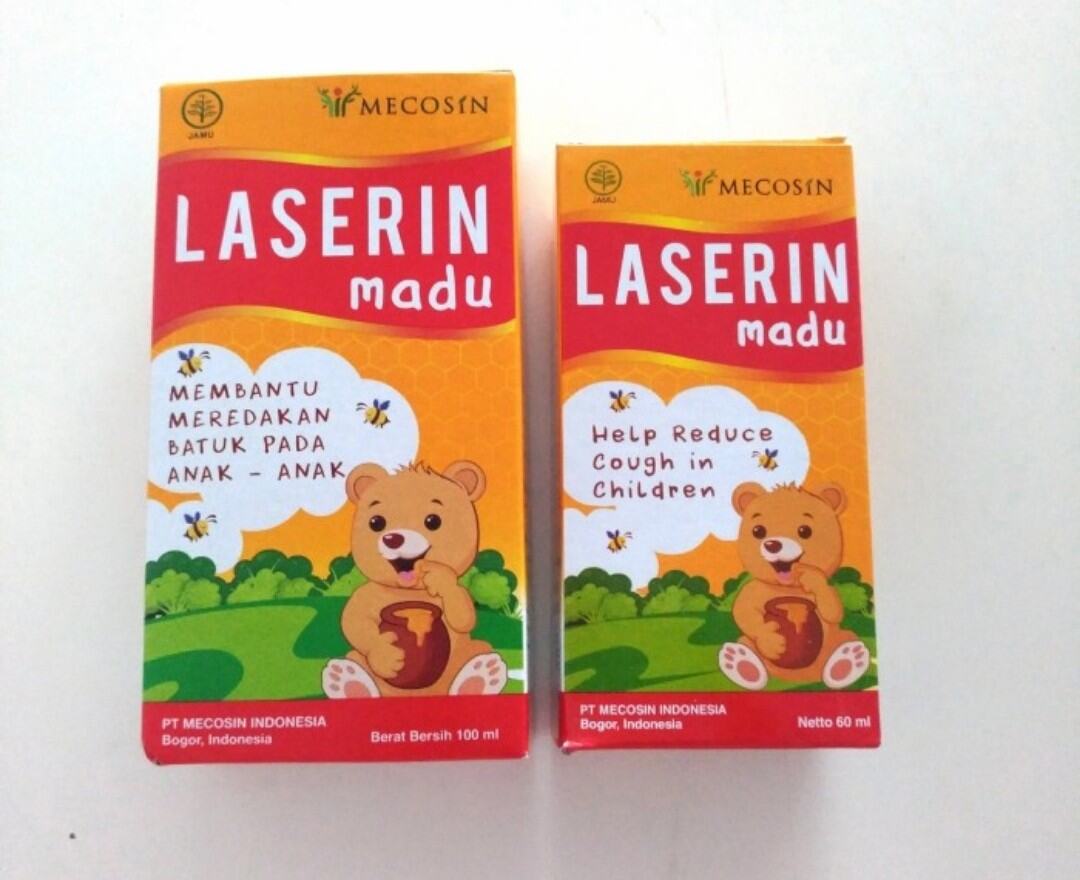 JAMU
MECOSIN
LASERIN
madu
MEMBANTU
MEREDAKAN
BATUK PADA
ANAK - ANAK
PT MECOSIN INDONESIA
Bogor, Indonesia
Berat Bersih 100 ml
JAMU
MECOSIN
LASERIN
madu
Help Reduce
Cough in
Children
PT MECOSIN INDONESIA
Bogor, Indonesia
Netto 60 ml